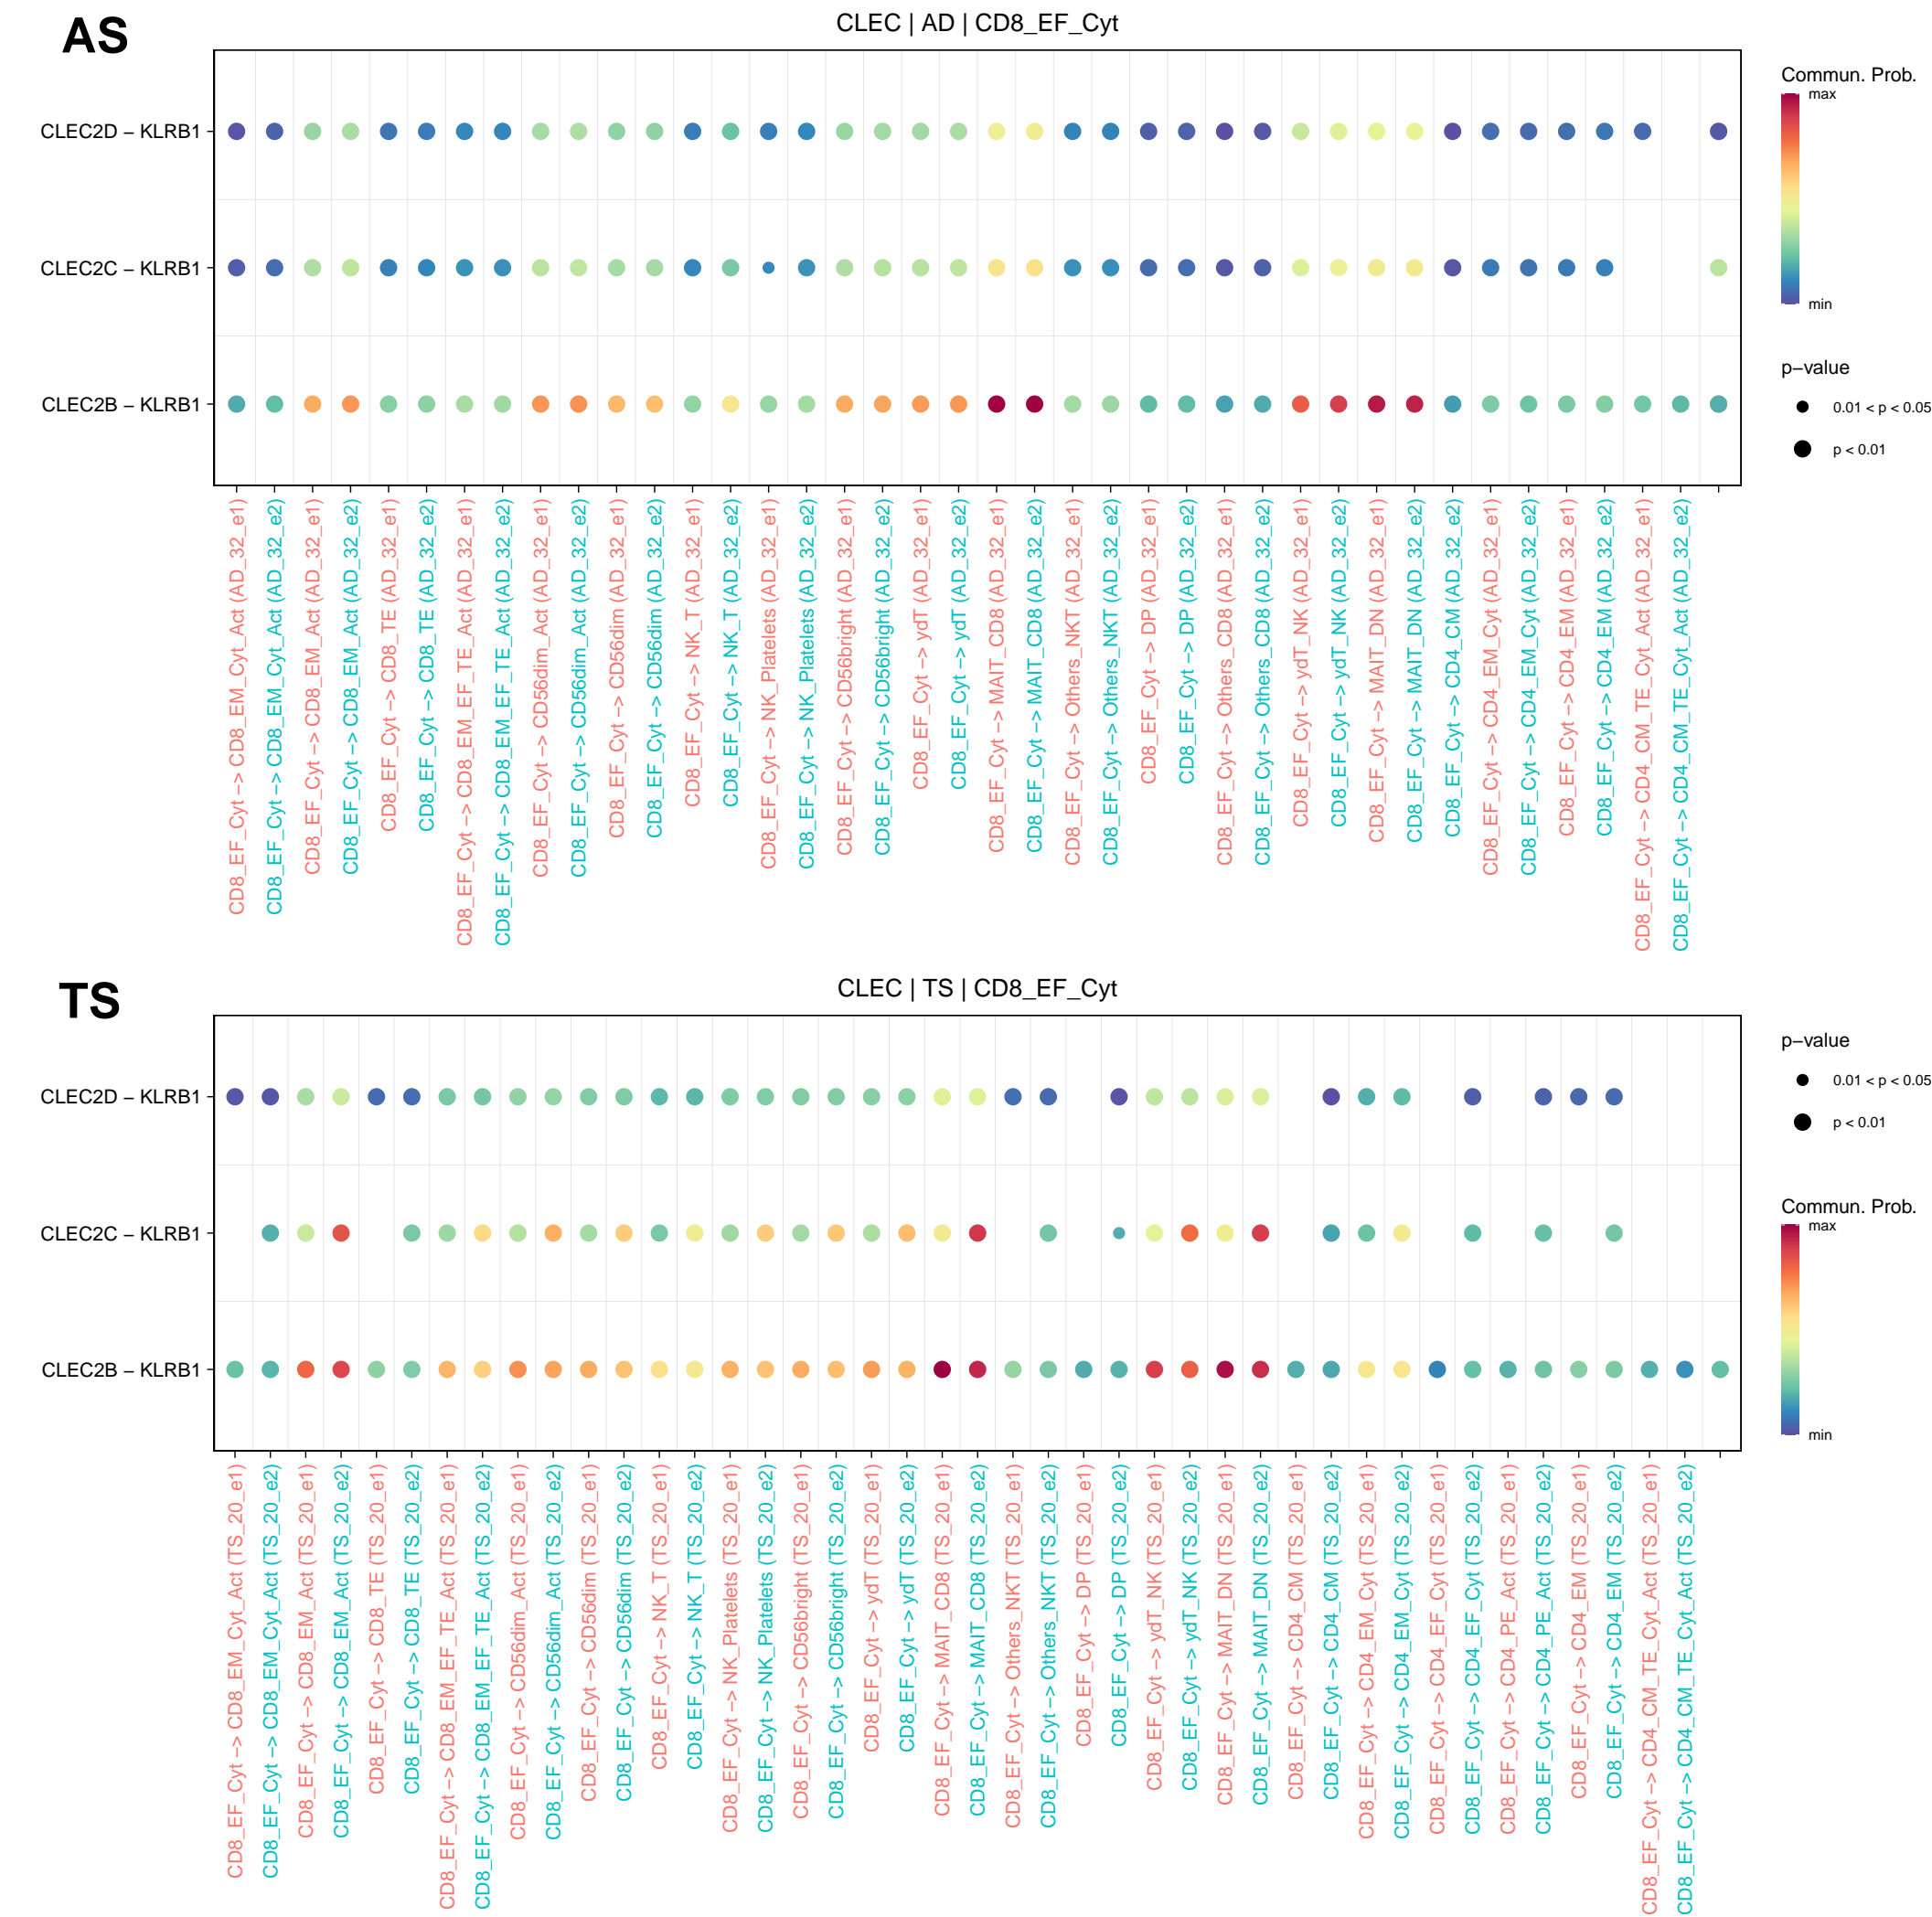 AS
CLEC | AD | CD8_EF_Cyt
CLEC2D − KLRB1
CLEC2C − KLRB1
CLEC2B − KLRB1
CD8_EF_Cyt −> CD8_EM_Cyt_Act (AD_32_e1)
CD8_EF_Cyt −> CD8_EM_Cyt_Act (AD_32_e2)
CD8_EF_Cyt −> CD8_EM_Act (AD_32_e1)
CD8_EF_Cyt −> CD8_EM_Act (AD_32_e2)
CD8_EF_Cyt −> CD8_TE (AD_32_e1)
CD8_EF_Cyt −> CD8_TE (AD_32_e2)
CD8_EF_Cyt −> CD8_EM_EF_TE_Act (AD_32_e1)
CD8_EF_Cyt −> CD8_EM_EF_TE_Act (AD_32_e2)
CD8_EF_Cyt −> CD56dim_Act (AD_32_e1)
CD8_EF_Cyt −> CD56dim_Act (AD_32_e2)
CD8_EF_Cyt −> CD56dim (AD_32_e1)
CD8_EF_Cyt −> CD56dim (AD_32_e2)
CD8_EF_Cyt −> NK_T (AD_32_e1)
CD8_EF_Cyt −> NK_T (AD_32_e2)
CD8_EF_Cyt −> NK_Platelets (AD_32_e1)
CD8_EF_Cyt −> NK_Platelets (AD_32_e2)
CD8_EF_Cyt −> CD56bright (AD_32_e1)
CD8_EF_Cyt −> CD56bright (AD_32_e2)
CD8_EF_Cyt −> ydT (AD_32_e1)
CD8_EF_Cyt −> ydT (AD_32_e2)
CD8_EF_Cyt −> MAIT_CD8 (AD_32_e1)
CD8_EF_Cyt −> MAIT_CD8 (AD_32_e2)
CD8_EF_Cyt −> Others_NKT (AD_32_e1)
CD8_EF_Cyt −> Others_NKT (AD_32_e2)
CD8_EF_Cyt −> DP (AD_32_e1)
CD8_EF_Cyt −> DP (AD_32_e2)
CD8_EF_Cyt −> Others_CD8 (AD_32_e1)
CD8_EF_Cyt −> Others_CD8 (AD_32_e2)
CD8_EF_Cyt −> ydT_NK (AD_32_e1)
CD8_EF_Cyt −> ydT_NK (AD_32_e2)
CD8_EF_Cyt −> MAIT_DN (AD_32_e1)
CD8_EF_Cyt −> MAIT_DN (AD_32_e2)
CD8_EF_Cyt −> CD4_CM (AD_32_e2)
CD8_EF_Cyt −> CD4_EM_Cyt (AD_32_e1)
CD8_EF_Cyt −> CD4_EM_Cyt (AD_32_e2)
CD8_EF_Cyt −> CD4_EM (AD_32_e1)
CD8_EF_Cyt −> CD4_EM (AD_32_e2)
CD8_EF_Cyt −> CD4_CM_TE_Cyt_Act (AD_32_e1)
CD8_EF_Cyt −> CD4_CM_TE_Cyt_Act (AD_32_e2)
Commun. Prob.
max
min
p−value
0.01 < p < 0.05
p < 0.01
TS
CLEC | TS | CD8_EF_Cyt
CLEC2D − KLRB1
CLEC2C − KLRB1
CLEC2B − KLRB1
CD8_EF_Cyt −> CD8_EM_Cyt_Act (TS_20_e1)
CD8_EF_Cyt −> CD8_EM_Cyt_Act (TS_20_e2)
CD8_EF_Cyt −> CD8_EM_Act (TS_20_e1)
CD8_EF_Cyt −> CD8_EM_Act (TS_20_e2)
CD8_EF_Cyt −> CD8_TE (TS_20_e1)
CD8_EF_Cyt −> CD8_TE (TS_20_e2)
CD8_EF_Cyt −> CD8_EM_EF_TE_Act (TS_20_e1)
CD8_EF_Cyt −> CD8_EM_EF_TE_Act (TS_20_e2)
CD8_EF_Cyt −> CD56dim_Act (TS_20_e1)
CD8_EF_Cyt −> CD56dim_Act (TS_20_e2)
CD8_EF_Cyt −> CD56dim (TS_20_e1)
CD8_EF_Cyt −> CD56dim (TS_20_e2)
CD8_EF_Cyt −> NK_T (TS_20_e1)
CD8_EF_Cyt −> NK_T (TS_20_e2)
CD8_EF_Cyt −> NK_Platelets (TS_20_e1)
CD8_EF_Cyt −> NK_Platelets (TS_20_e2)
CD8_EF_Cyt −> CD56bright (TS_20_e1)
CD8_EF_Cyt −> CD56bright (TS_20_e2)
CD8_EF_Cyt −> ydT (TS_20_e1)
CD8_EF_Cyt −> ydT (TS_20_e2)
CD8_EF_Cyt −> MAIT_CD8 (TS_20_e1)
CD8_EF_Cyt −> MAIT_CD8 (TS_20_e2)
CD8_EF_Cyt −> Others_NKT (TS_20_e1)
CD8_EF_Cyt −> Others_NKT (TS_20_e2)
CD8_EF_Cyt −> DP (TS_20_e1)
CD8_EF_Cyt −> DP (TS_20_e2)
CD8_EF_Cyt −> ydT_NK (TS_20_e1)
CD8_EF_Cyt −> ydT_NK (TS_20_e2)
CD8_EF_Cyt −> MAIT_DN (TS_20_e1)
CD8_EF_Cyt −> MAIT_DN (TS_20_e2)
CD8_EF_Cyt −> CD4_CM (TS_20_e1)
CD8_EF_Cyt −> CD4_CM (TS_20_e2)
CD8_EF_Cyt −> CD4_EM_Cyt (TS_20_e1)
CD8_EF_Cyt −> CD4_EM_Cyt (TS_20_e2)
CD8_EF_Cyt −> CD4_EF_Cyt (TS_20_e1)
CD8_EF_Cyt −> CD4_EF_Cyt (TS_20_e2)
CD8_EF_Cyt −> CD4_PE_Act (TS_20_e1)
CD8_EF_Cyt −> CD4_PE_Act (TS_20_e2)
CD8_EF_Cyt −> CD4_EM (TS_20_e1)
CD8_EF_Cyt −> CD4_EM (TS_20_e2)
CD8_EF_Cyt −> CD4_CM_TE_Cyt_Act (TS_20_e1)
CD8_EF_Cyt −> CD4_CM_TE_Cyt_Act (TS_20_e2)
p−value
0.01 < p < 0.05
p < 0.01
Commun. Prob.
max
min